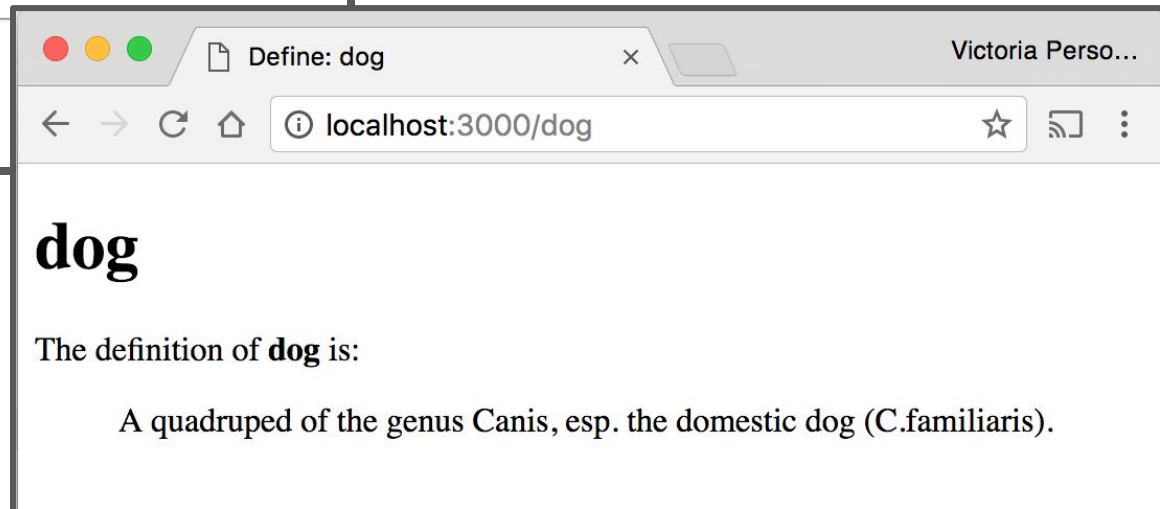 Define: dog
Victoria Perso...
localhost:3000/dog
dog
The definition of dog is:
A quadruped of the genus Canis, esp. the domestic dog (C.familiaris).